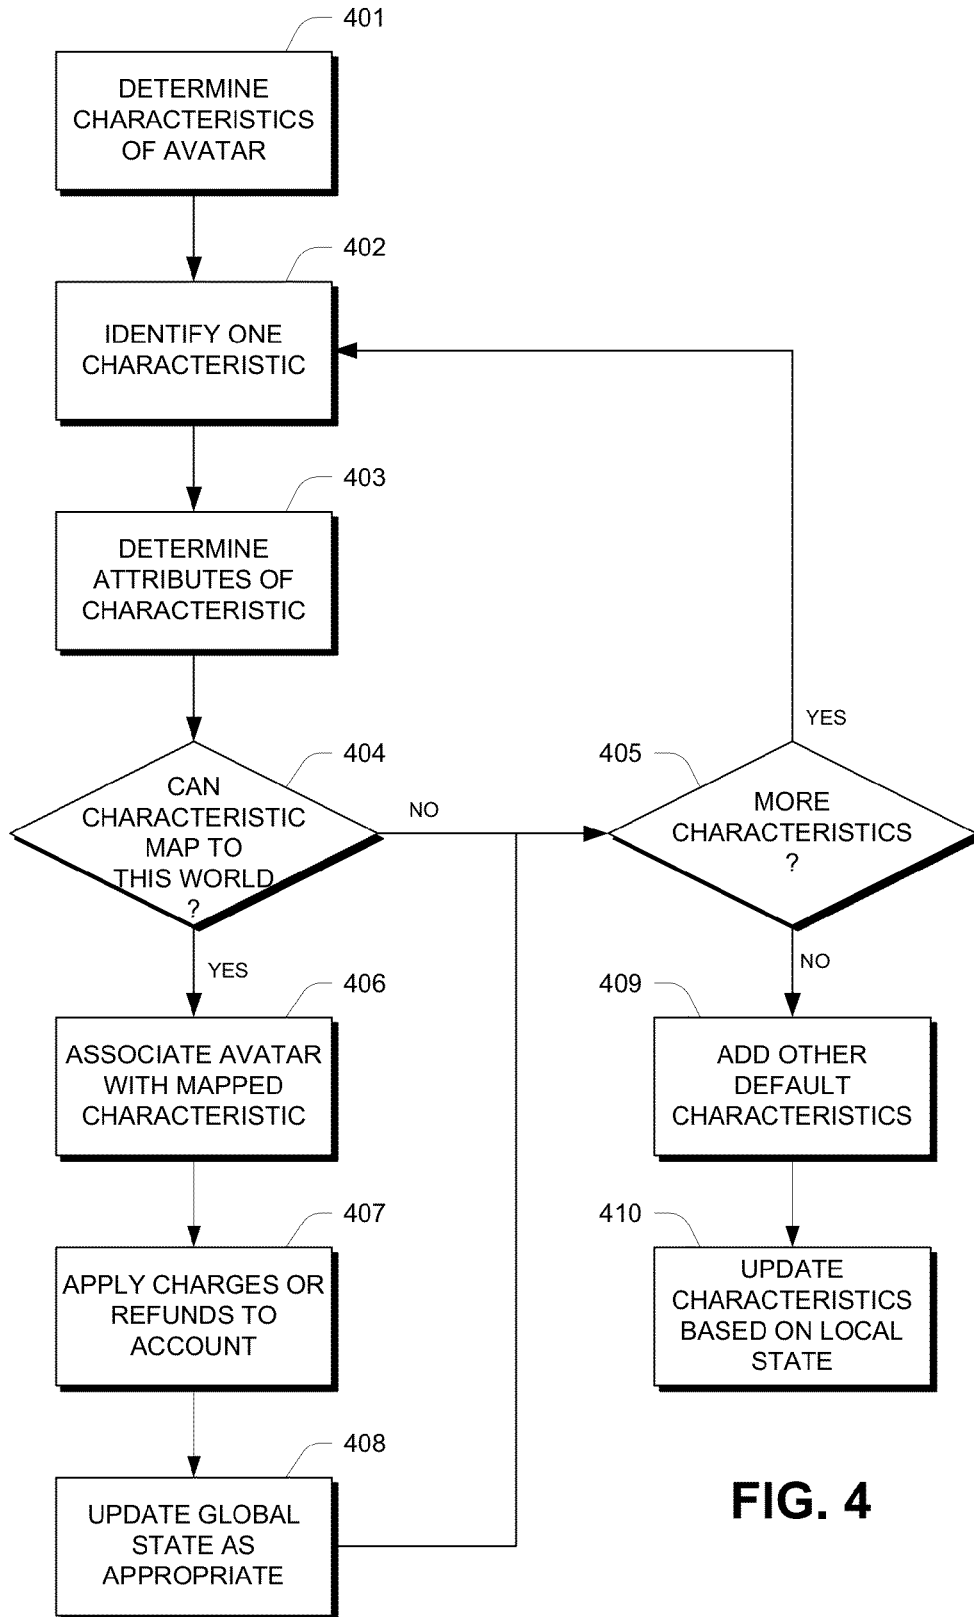 401
DETERMINE
CHARACTERISTICS
OF AVATAR
402
IDENTIFY ONE
CHARACTERISTIC
403
DETERMINE
ATTRIBUTES OF
CHARACTERISTIC
404
CAN
CHARACTERISTIC
MAP TO
THIS WORLD
?
NO
YES
405
MORE
CHARACTERISTICS
?
YES
NO
406
ASSOCIATE AVATAR
WITH MAPPED
CHARACTERISTIC
407
APPLY CHARGES OR
REFUNDS TO
ACCOUNT
408
UPDATE GLOBAL
STATE AS
APPROPRIATE
409
ADD OTHER
DEFAULT
CHARACTERISTICS
410
UPDATE
CHARACTERISTICS
BASED ON LOCAL
STATE
FIG. 4